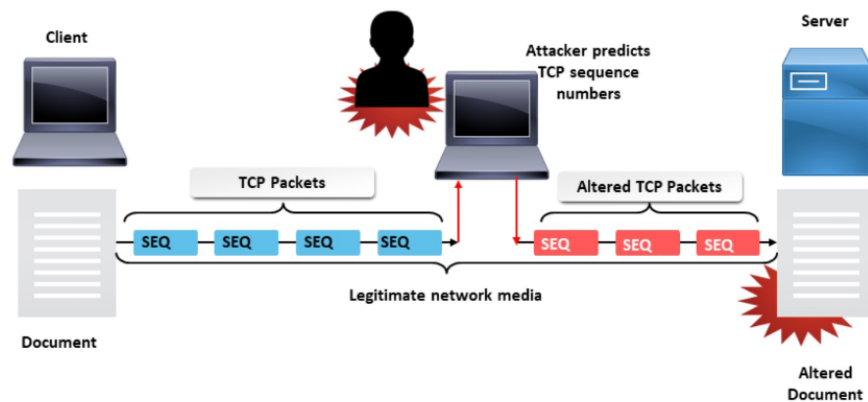 Client
Server
Attacker predicts
TCP sequence
numbers
TCP Packets
Altered TCP Packets
SEQ SEQ SEQ SEQ SEQ SEQ SEQ
Legitimate network media
Document
Altered
Document